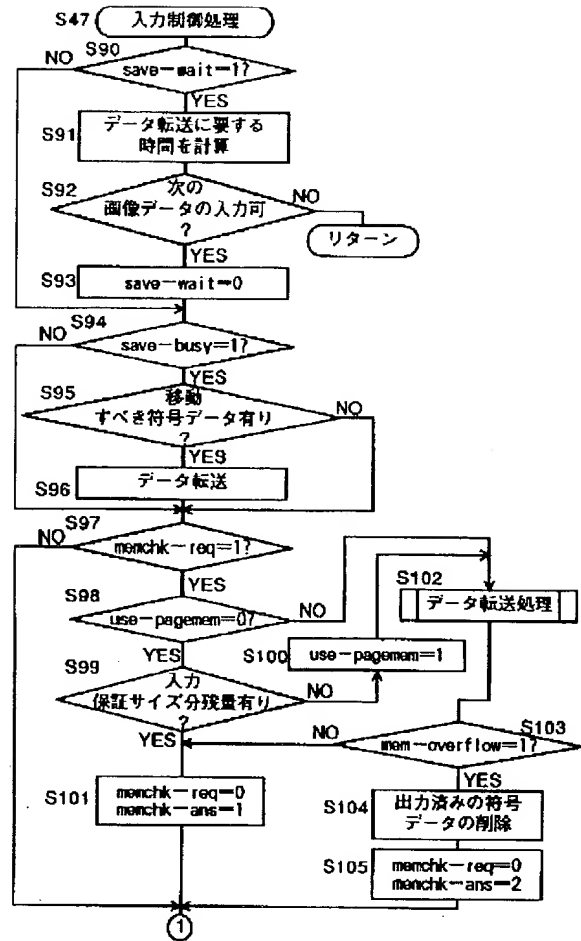 S47
入力制御処理
S90
NO
save-wait=1?
YES
S91
データ転送に要する
時間を計算
S92
次の
画像データの入力可
?
NO
リターン
YES
S93
save-wait=0
S94
NO
save-busy=1?
YES
S95
移動
すべき符号データ有り
?
NO
YES
S96
データ転送
S97
NO
memchk-req=1?
YES
S98
use-pagemem=0?
NO
S102
データ転送処理
YES
S100
use-pagemem=1
S99
入力
保証サイズ分残量有り
?
NO
YES
NO
S103
mem-overflow=1?
YES
S101
memchk-req=0
memchk-ans=1
S104
出力済みの符号
データの削除
S105
memchk-req=0
memchk-ans=2
1